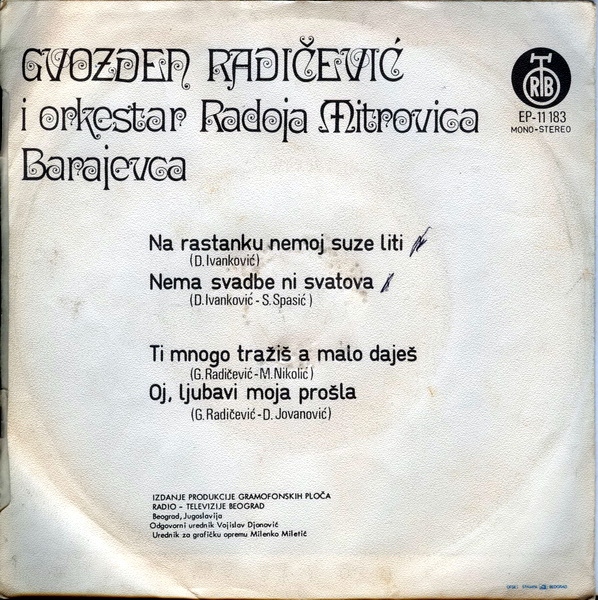 GVOZDEN RADIČEVIĆ
i orkestar Radoja Mitrovica
Barajevca
RTB
EP-11 183
MONO-STEREO
Na rastanku nemoj suze liti
(D. Ivanković)
Nema svadbe ni svatova
(D. Ivanković - S. Spasić)
Ti mnogo tražiš a malo daješ
(G. Radičević-M. Nikolić)
Oj, ljubavi moja prošla
(G. Radičević-D. Jovanović)
IZDANJE PRODUKCIJE GRAMOFONSKIH PLOČA
RADIO - TELEVIZIJE BEOGRAD
Beograd, Jugoslavija
Odgovorni urednik Vojislav Djonović
Urednik za grafičku opremu Milenko Miletić
BEOGRAD